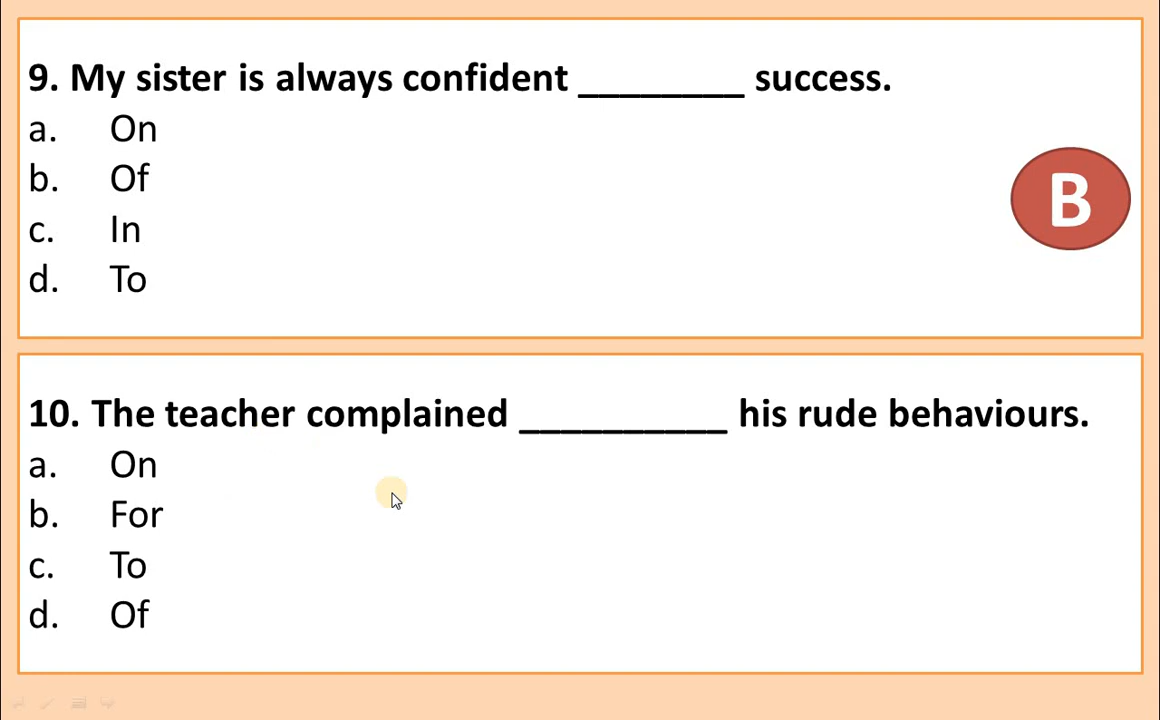 9. My sister is always confident ________ success.
a. On
b. Of
c. In
d. To
B
10. The teacher complained __________ his rude behaviours.
a. On
b. For
c. To
d. Of